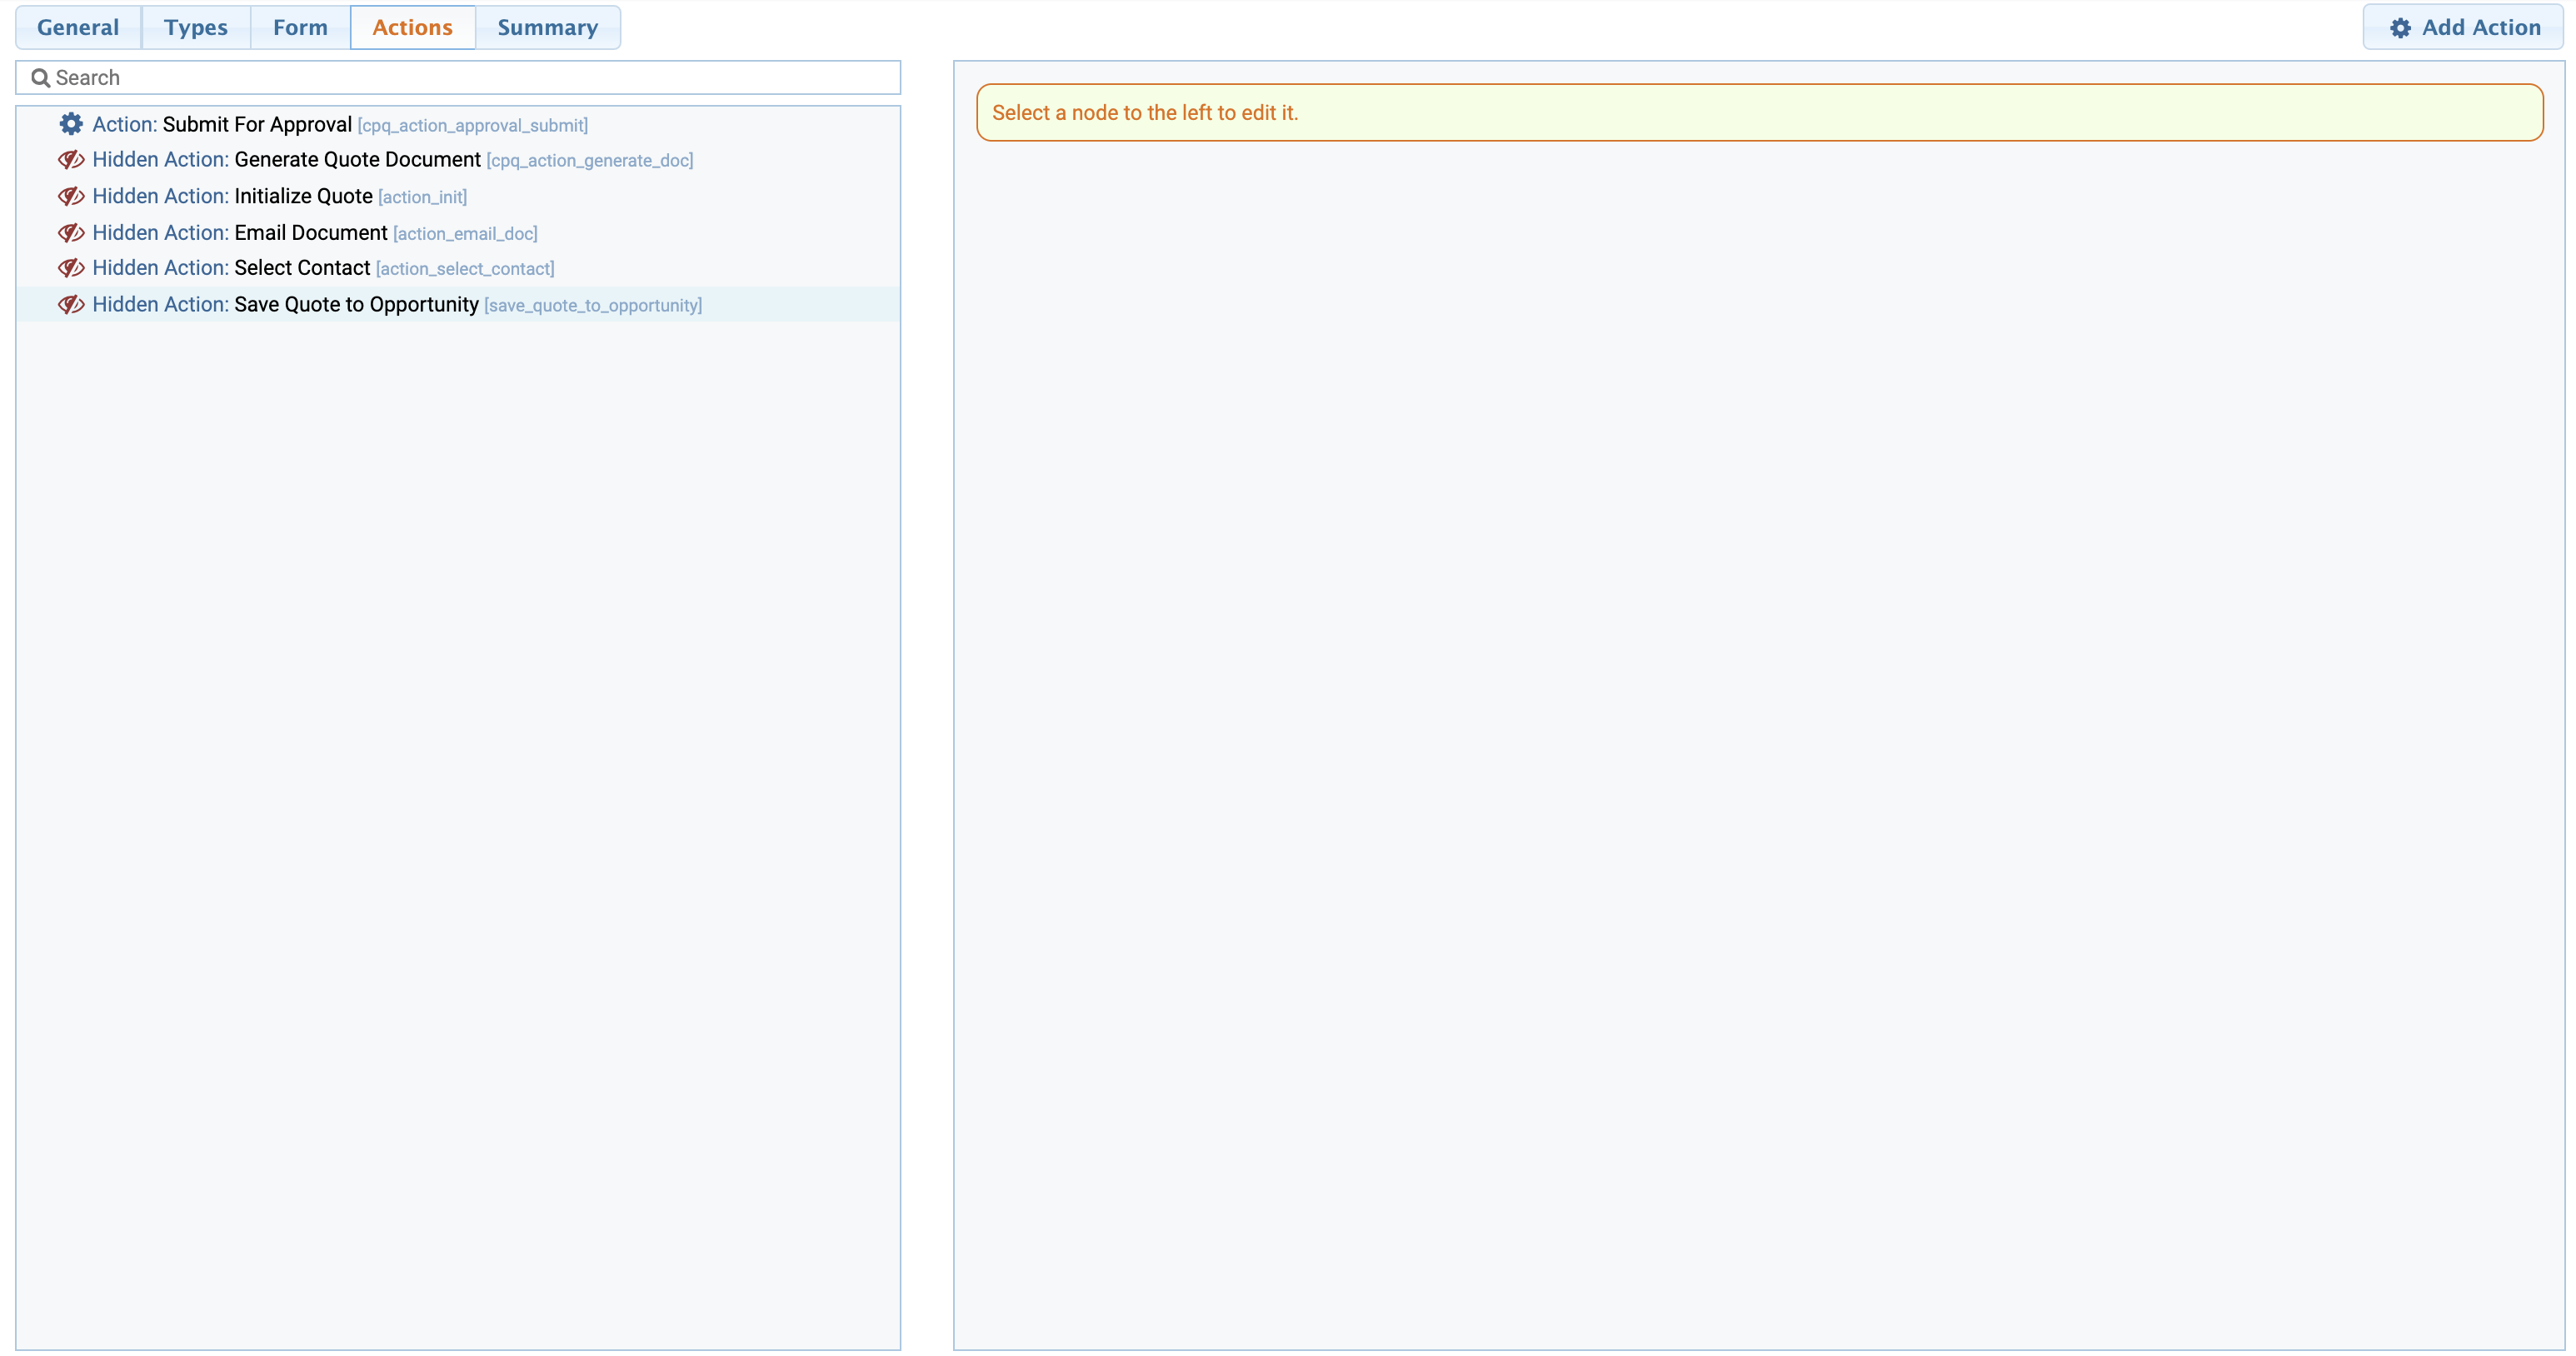 General Types Form Actions Summary Add Action
Search
Action: Submit For Approval [cpq_action_approval_submit]
Hidden Action: Generate Quote Document [cpq_action_generate_doc]
Hidden Action: Initialize Quote [action_init]
Hidden Action: Email Document [action_email_doc]
Hidden Action: Select Contact [action_select_contact]
Hidden Action: Save Quote to Opportunity [save_quote_to_opportunity]
Select a node to the left to edit it.